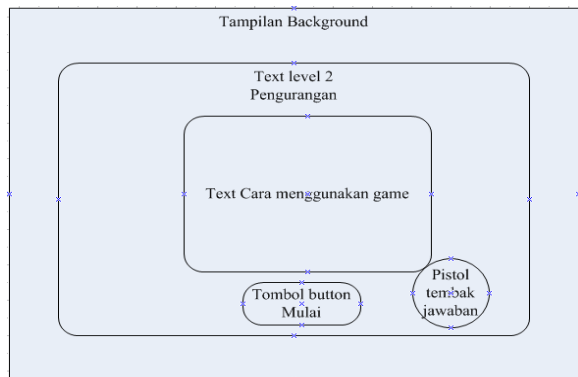 Tampilan Background
Text level 2
Pengurangan
Text Cara menggunakan game
Tombol button
Mulai
Pistol
tembak
jawaban